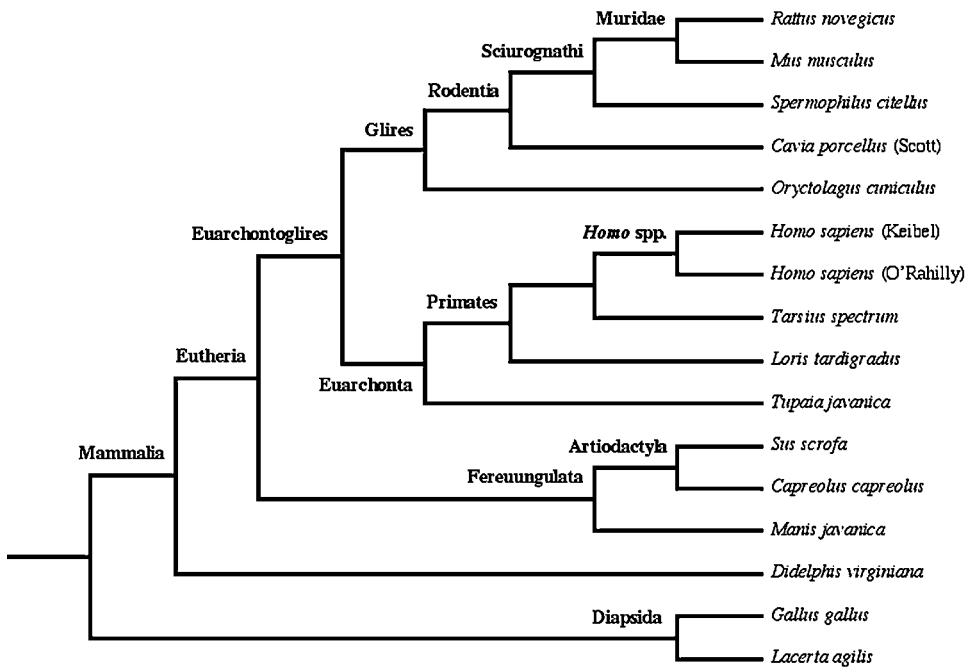 Muridae
Rattus novegicus
Sciurognathi
Mus musculus
Rodentia
Spermophilus citellus
Glires
Cavia porcellus (Scott)
Oryctolagus cuniculus
Euarchontoglires
Homo spp.
Homo sapiens (Keibel)
Homo sapiens (O'Rahilly)
Primates
Tarsius spectrum
Eutheria
Loris tardigradus
Euarchonta
Tupaia javanica
Mammalia
Artiodactyla
Sus scrofa
Fereuungulata
Capreolus capreolus
Manis javanica
Didelphis virginiana
Diapsida
Gallus gallus
Lacerta agilis